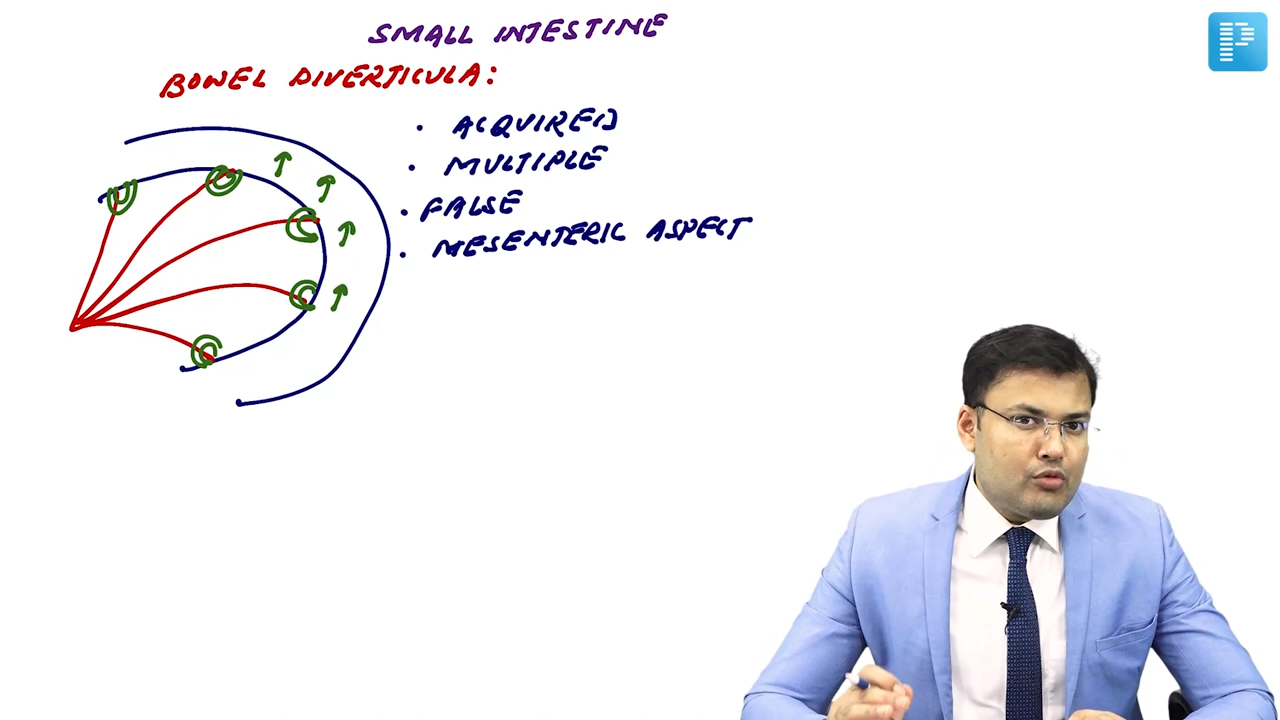 SMALL INTESTINE
BOWEL DIVERTICULA:
• ACQUIRED
• MULTIPLE
• FALSE
• MESENTERIC ASPECT
P